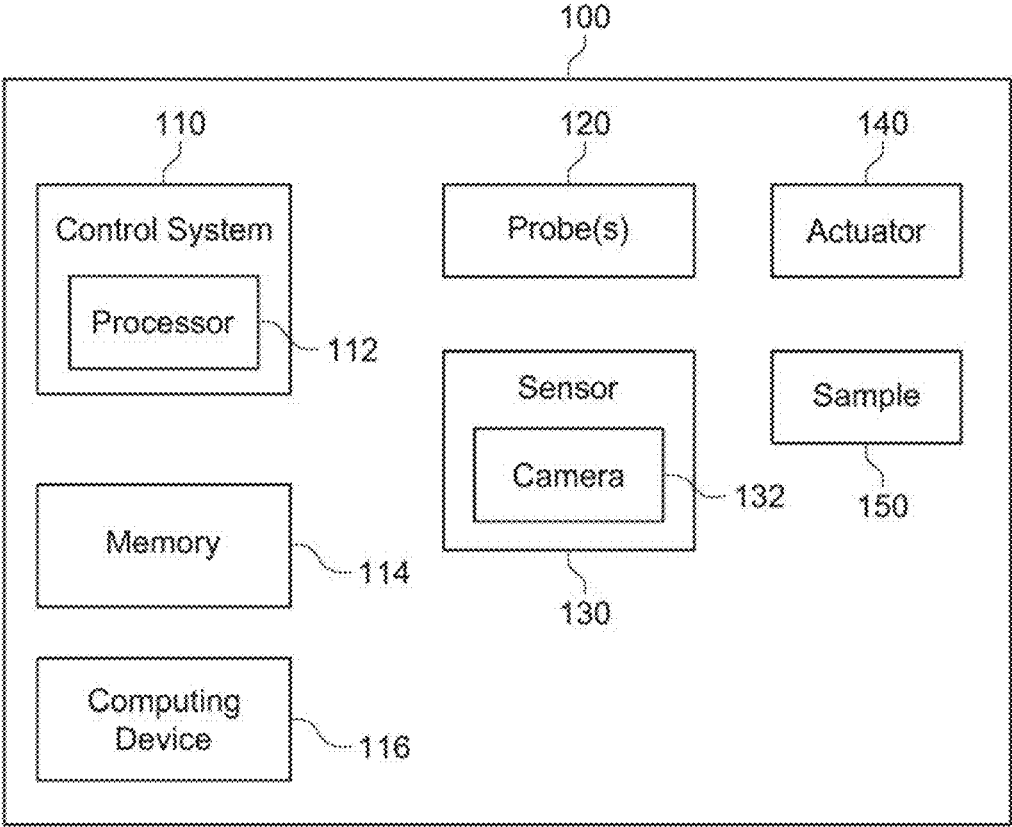 100
110
120
140
Control System
Probe(s)
Actuator
Processor
112
Sensor
Sample
Camera
132
150
Memory
114
130
Computing
Device
116